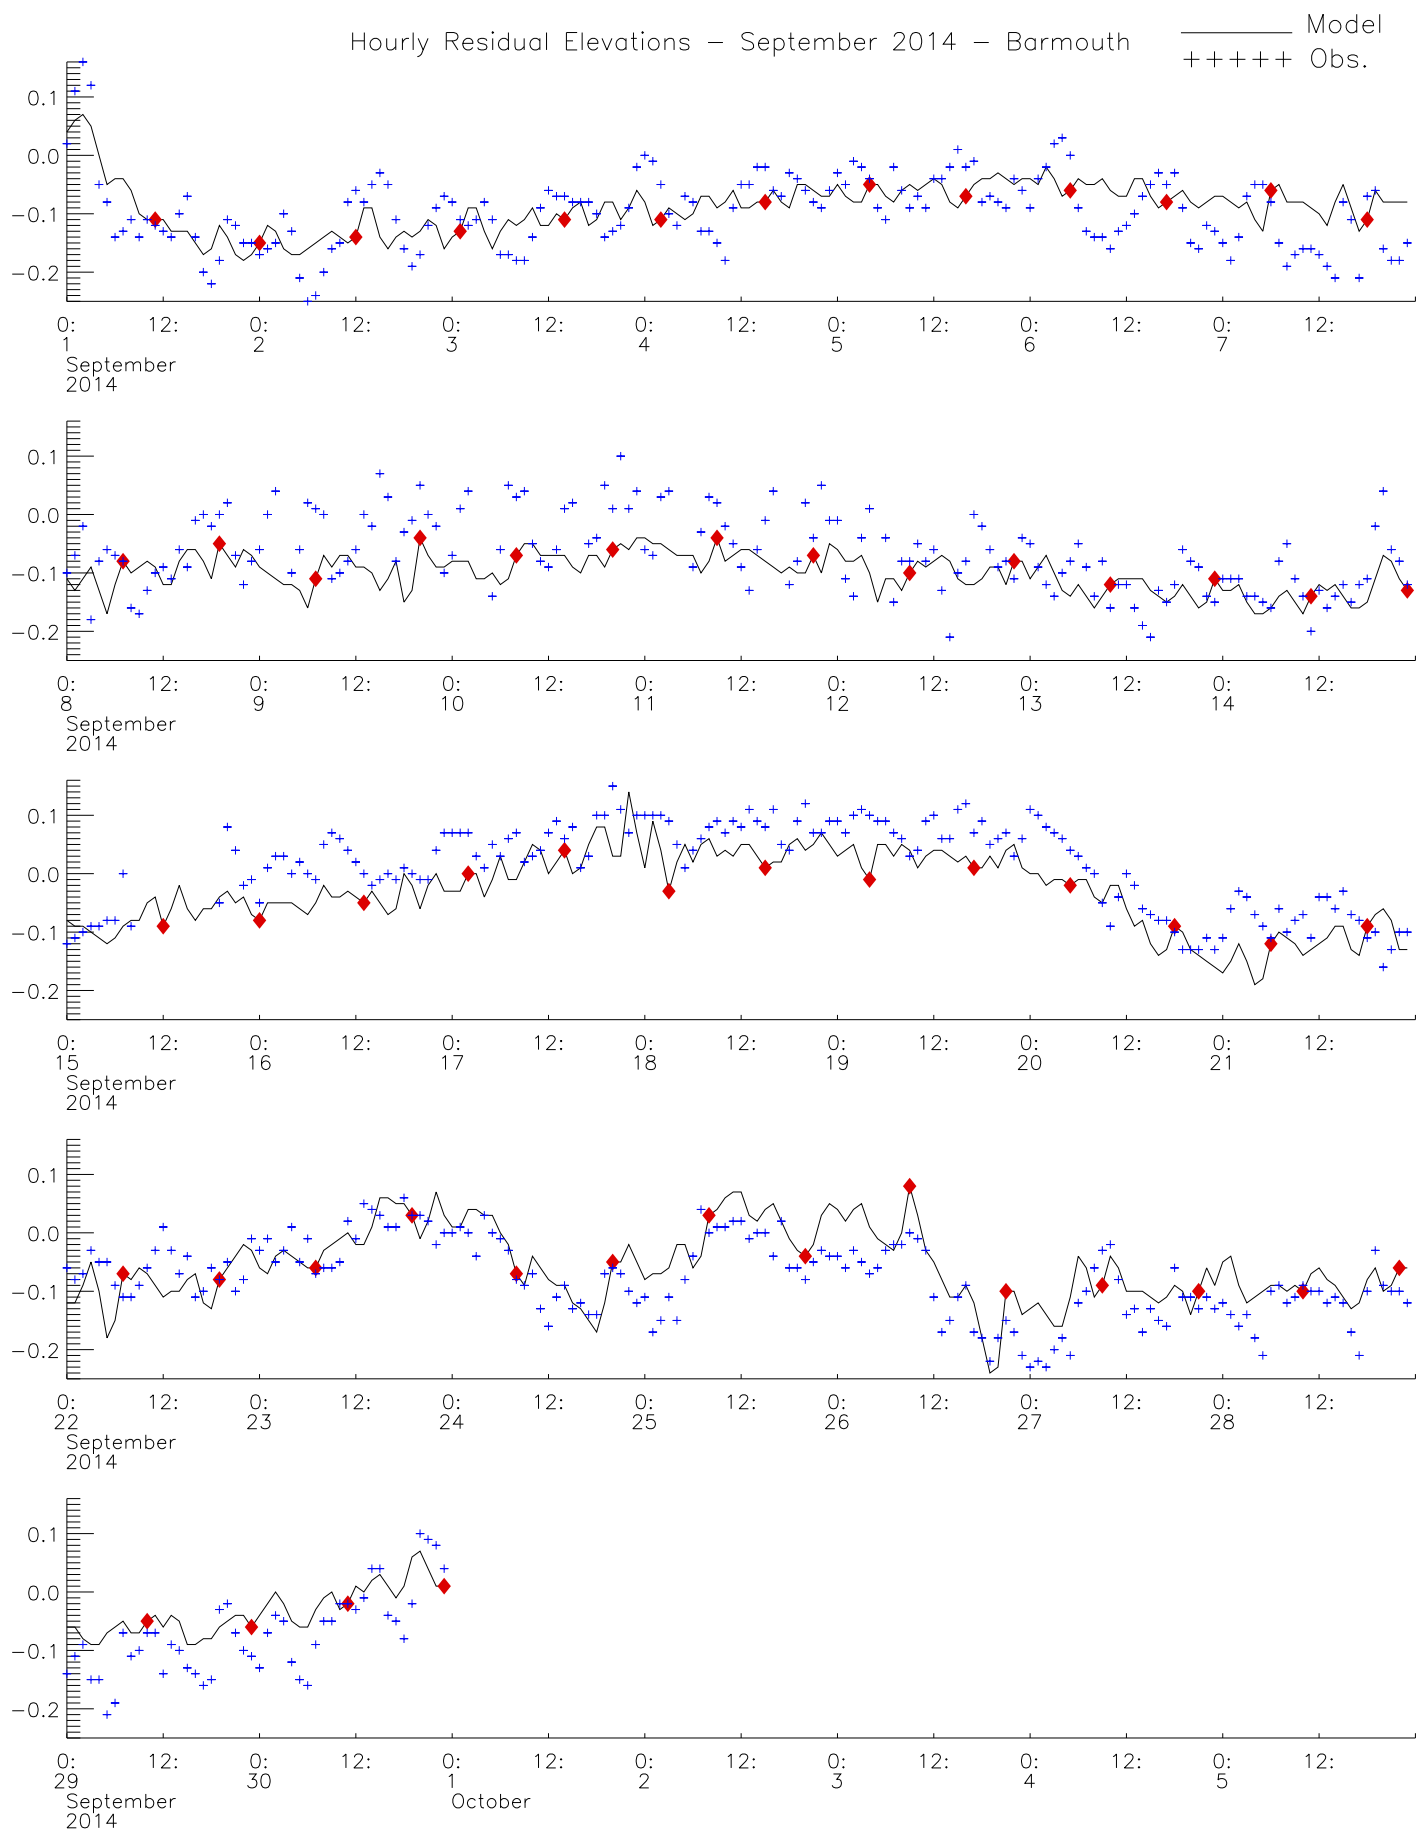 Hourly Residual Elevations − September 2014 − Barmouth
Model
+++++ Obs.
0.1
0.0
−0.1
−0.2
0: 12: 0: 12: 0: 12: 0: 12: 0: 12: 0: 12: 0: 12:
1 2 3 4 5 6 7
September
2014
0.1
0.0
−0.1
−0.2
0: 12: 0: 12: 0: 12: 0: 12: 0: 12: 0: 12: 0: 12:
8 9 10 11 12 13 14
September
2014
0.1
0.0
−0.1
−0.2
0: 12: 0: 12: 0: 12: 0: 12: 0: 12: 0: 12: 0: 12:
15 16 17 18 19 20 21
September
2014
0.1
0.0
−0.1
−0.2
0: 12: 0: 12: 0: 12: 0: 12: 0: 12: 0: 12: 0: 12:
22 23 24 25 26 27 28
September
2014
0.1
0.0
−0.1
−0.2
0: 12: 0: 12: 0: 12: 0: 12: 0: 12: 0: 12: 0: 12:
29 30 1 2 3 4 5
September October
2014